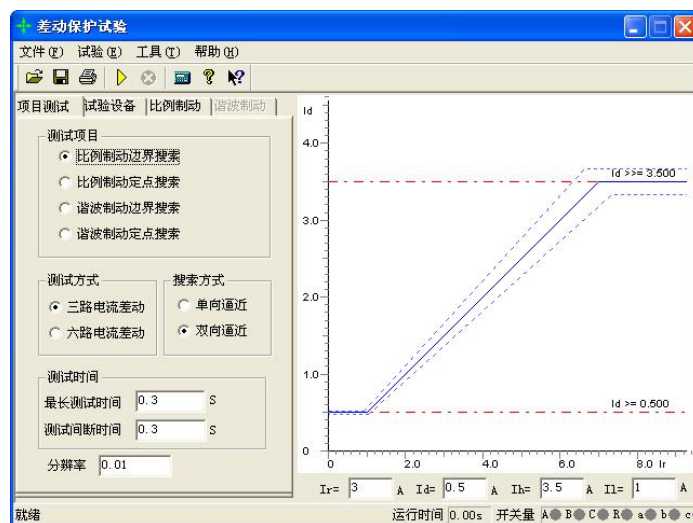 差动保护试验
文件(F) 试验(E) 工具(T) 帮助(H)
项目测试 试验设备 比例制动 谐波制动
测试项目
比例制动边界搜索
比例制动定点搜索
谐波制动边界搜索
谐波制动定点搜索
测试方式
三路电流差动
六路电流差动
搜索方式
单向逼近
双向逼近
测试时间
最长测试时间 0.3 S
测试间断时间 0.3 S
分辨率 0.01
Id
4.0
Id >>= 3.500
3.0
2.0
1.0
Id >= 0.500
0
0 2.0 4.0 6.0 8.0 Ir
Ir= 3 A Id= 0.5 A Ih= 3.5 A Il= 1 A
就绪 运行时间 0.00s 开关量 A B C R a b c